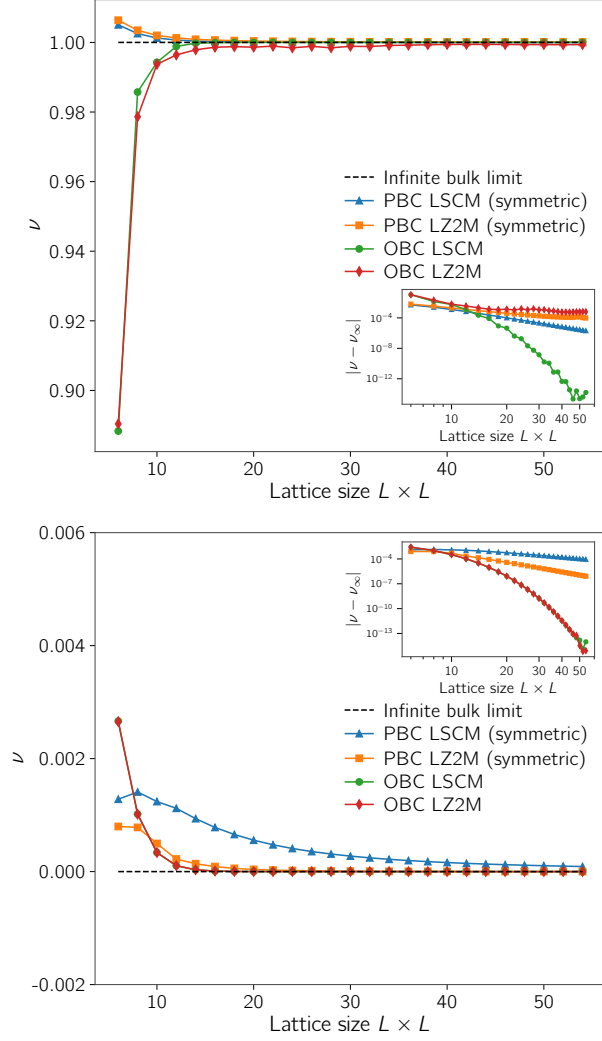 1.00
0.98
0.96
0.94
0.92
0.90
ν
Infinite bulk limit
PBC LSCM (symmetric)
PBC LZ2M (symmetric)
OBC LSCM
OBC LZ2M
|ν − ν∞|
10⁻⁴
10⁻⁸
10⁻¹²
10 20 30 40 50
Lattice size L × L
10 20 30 40 50
Lattice size L × L
0.006
0.004
0.002
0.000
-0.002
ν
|ν − ν∞|
10⁻⁴
10⁻⁷
10⁻¹⁰
10⁻¹³
10 20 30 40 50
Lattice size L × L
Infinite bulk limit
PBC LSCM (symmetric)
PBC LZ2M (symmetric)
OBC LSCM
OBC LZ2M
10 20 30 40 50
Lattice size L × L